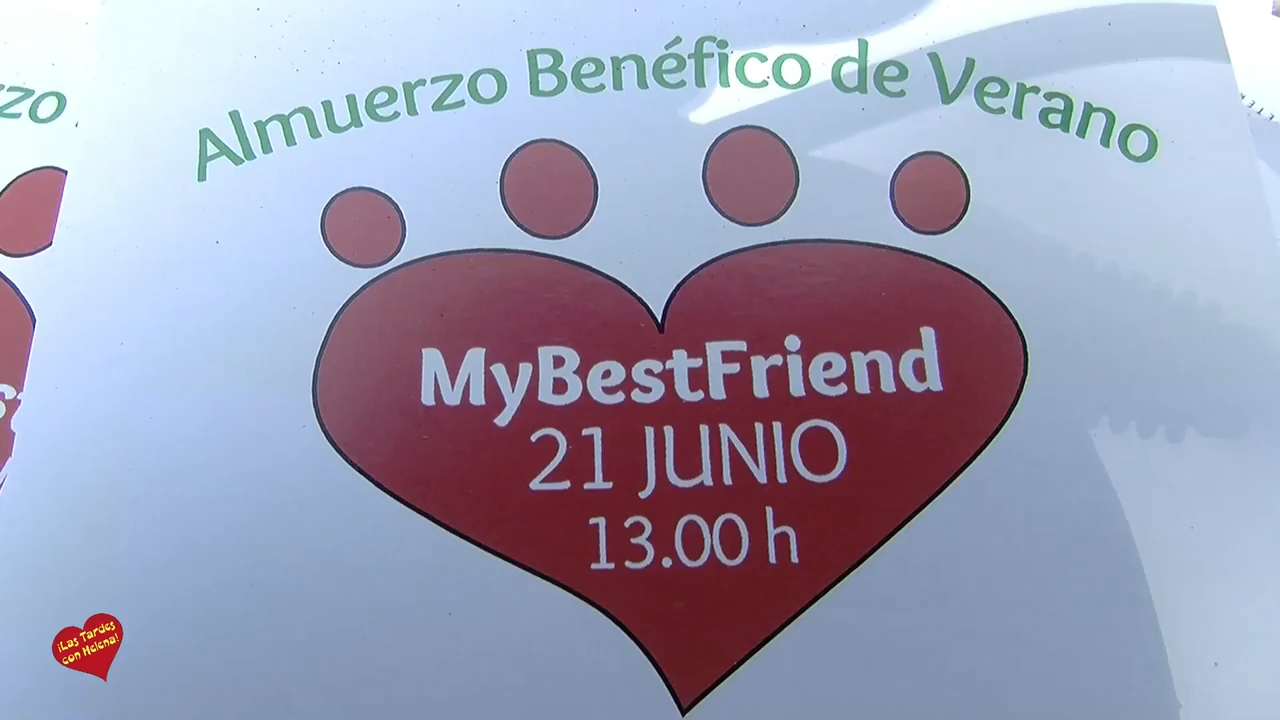 Almuerzo Benéfico de Verano
MyBestFriend
21 JUNIO
13.00 h
¡Las Tardes
con Helena!